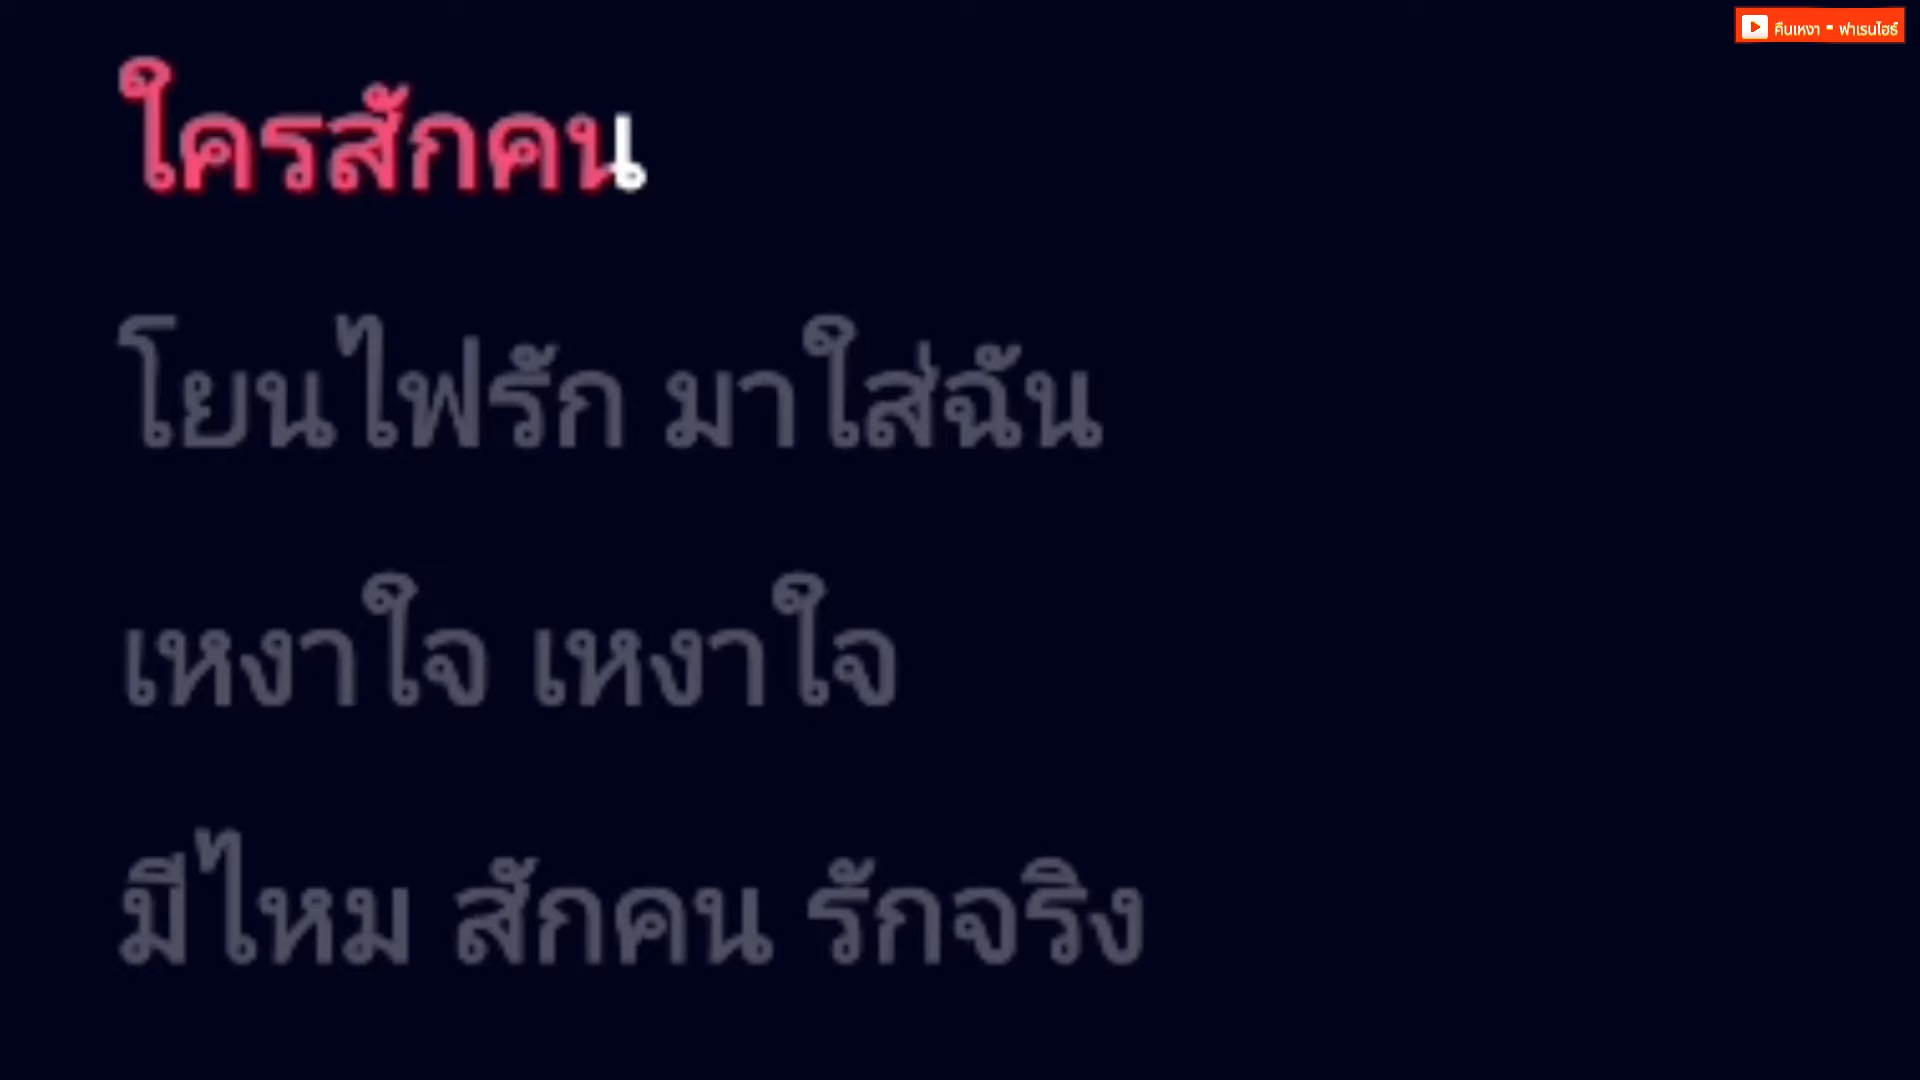 คืนเหงา - ฟาเรนไฮธ์
ใครสักคน
โยนไฟรัก มาใส่ฉัน
เหงาใจ เหงาใจ
มีไหม สักคน รักจริง